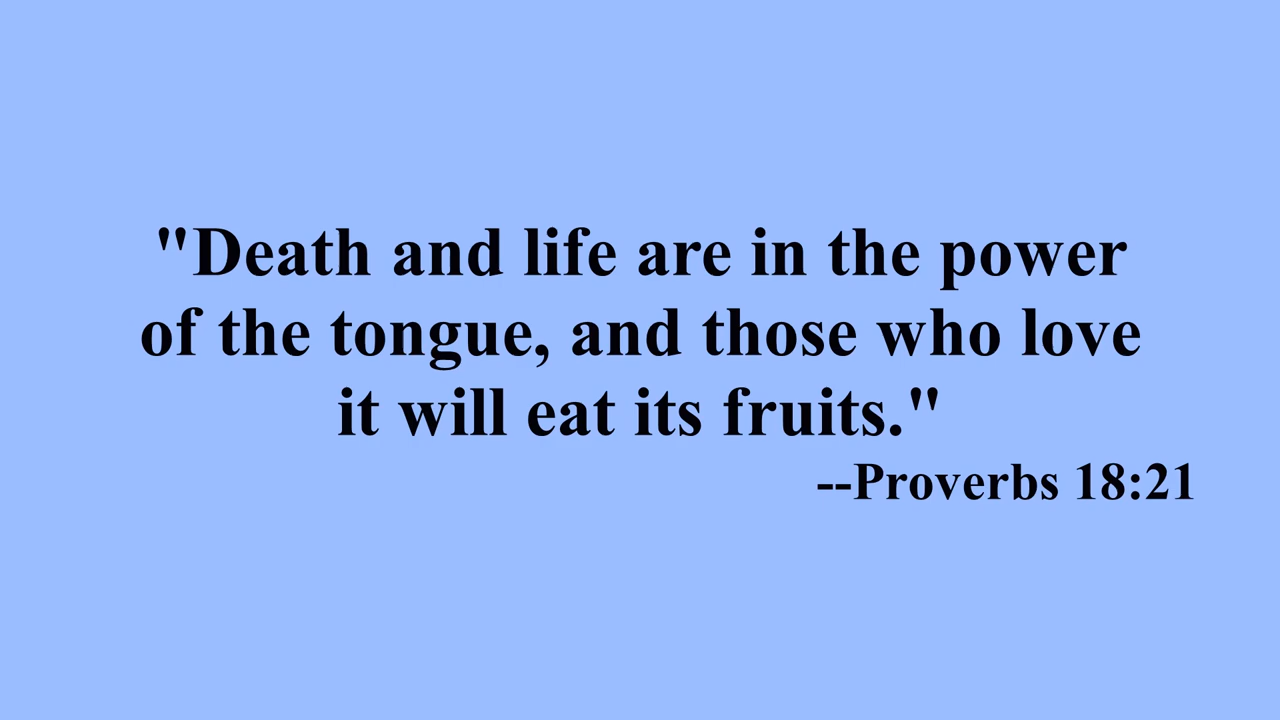 "Death and life are in the power
of the tongue, and those who love
it will eat its fruits."
--Proverbs 18:21